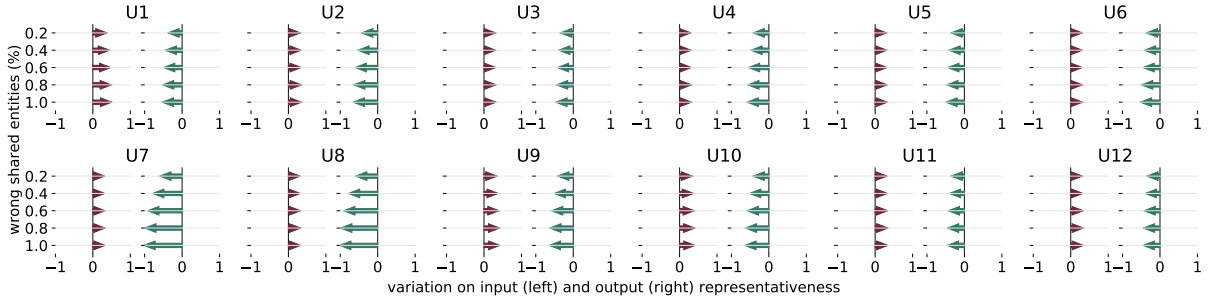 U1 U2 U3 U4 U5 U6
wrong shared entities (%)
0.2
0.4
0.6
0.8
1.0
−1 0 1 −1 0 1 −1 0 1 −1 0 1 −1 0 1 −1 0 1 −1 0 1 −1 0 1 −1 0 1 −1 0 1 −1 0 1 −1 0 1
U7 U8 U9 U10 U11 U12
0.2
0.4
0.6
0.8
1.0
−1 0 1 −1 0 1 −1 0 1 −1 0 1 −1 0 1 −1 0 1 −1 0 1 −1 0 1 −1 0 1 −1 0 1 −1 0 1 −1 0 1
variation on input (left) and output (right) representativeness